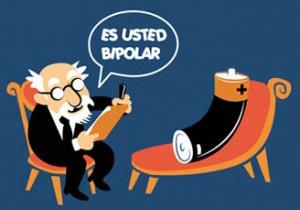 ES USTED
BIPOLAR
+